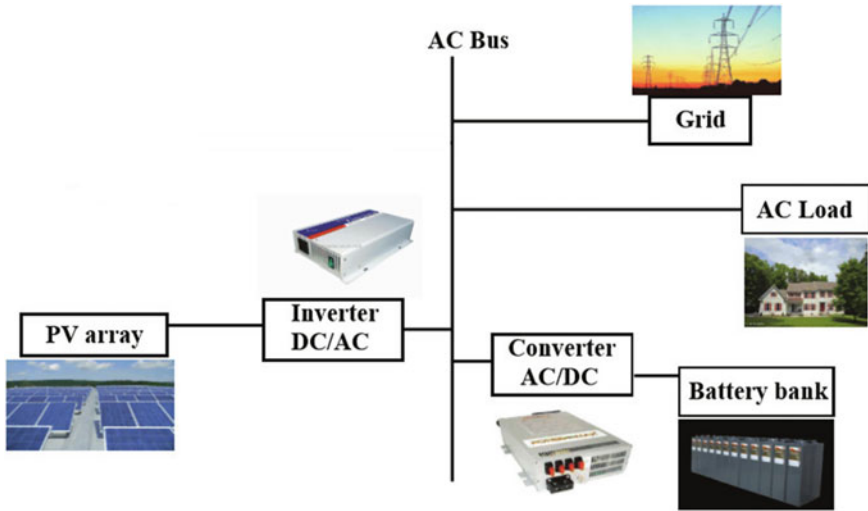 AC Bus
Grid
AC Load
Inverter
DC/AC
PV array
Converter
AC/DC
Battery bank